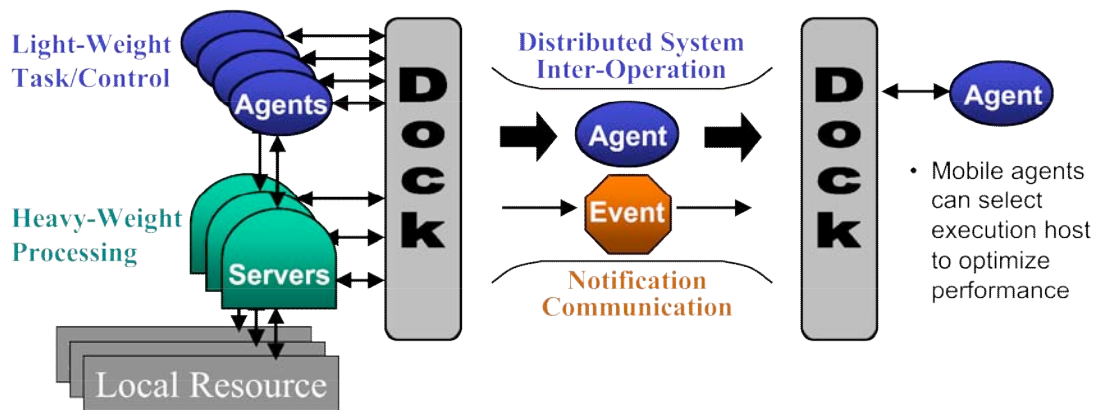 Light-Weight
Task/Control
Agents
Heavy-Weight
Processing
Servers
Local Resource
Dock
Distributed System
Inter-Operation
Agent
Event
Notification
Communication
Dock
Agent
• Mobile agents
can select
execution host
to optimize
performance